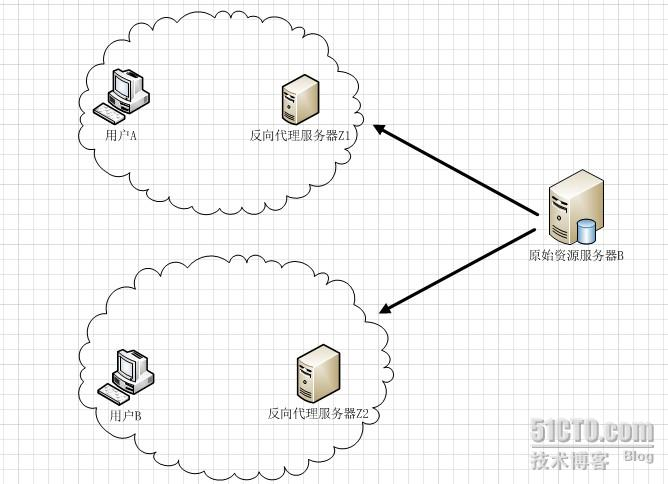 用户A
反向代理服务器Z1
原始资源服务器B
用户B
反向代理服务器Z2
51CTO.com
技术博客 Blog